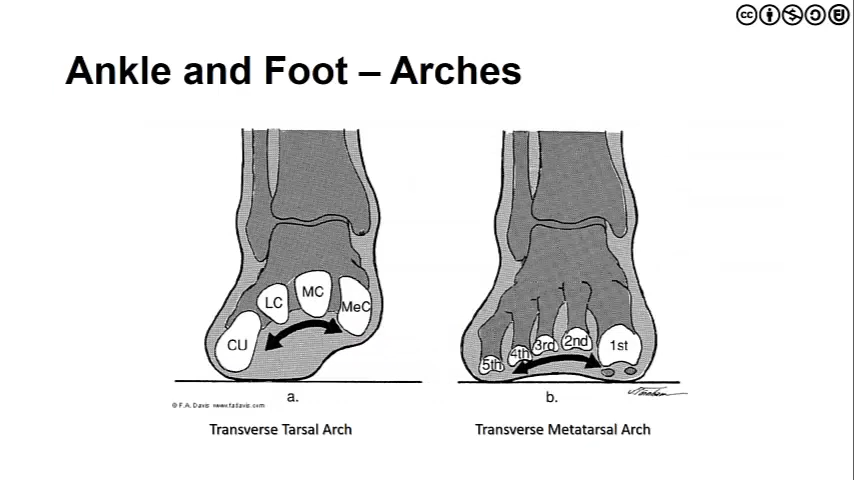 Ankle and Foot – Arches
LC
MC
MeC
CU
5th
4th
3rd
2nd
1st
a.
b.
© F.A. Davis www.fadavis.com
Transverse Tarsal Arch
Transverse Metatarsal Arch